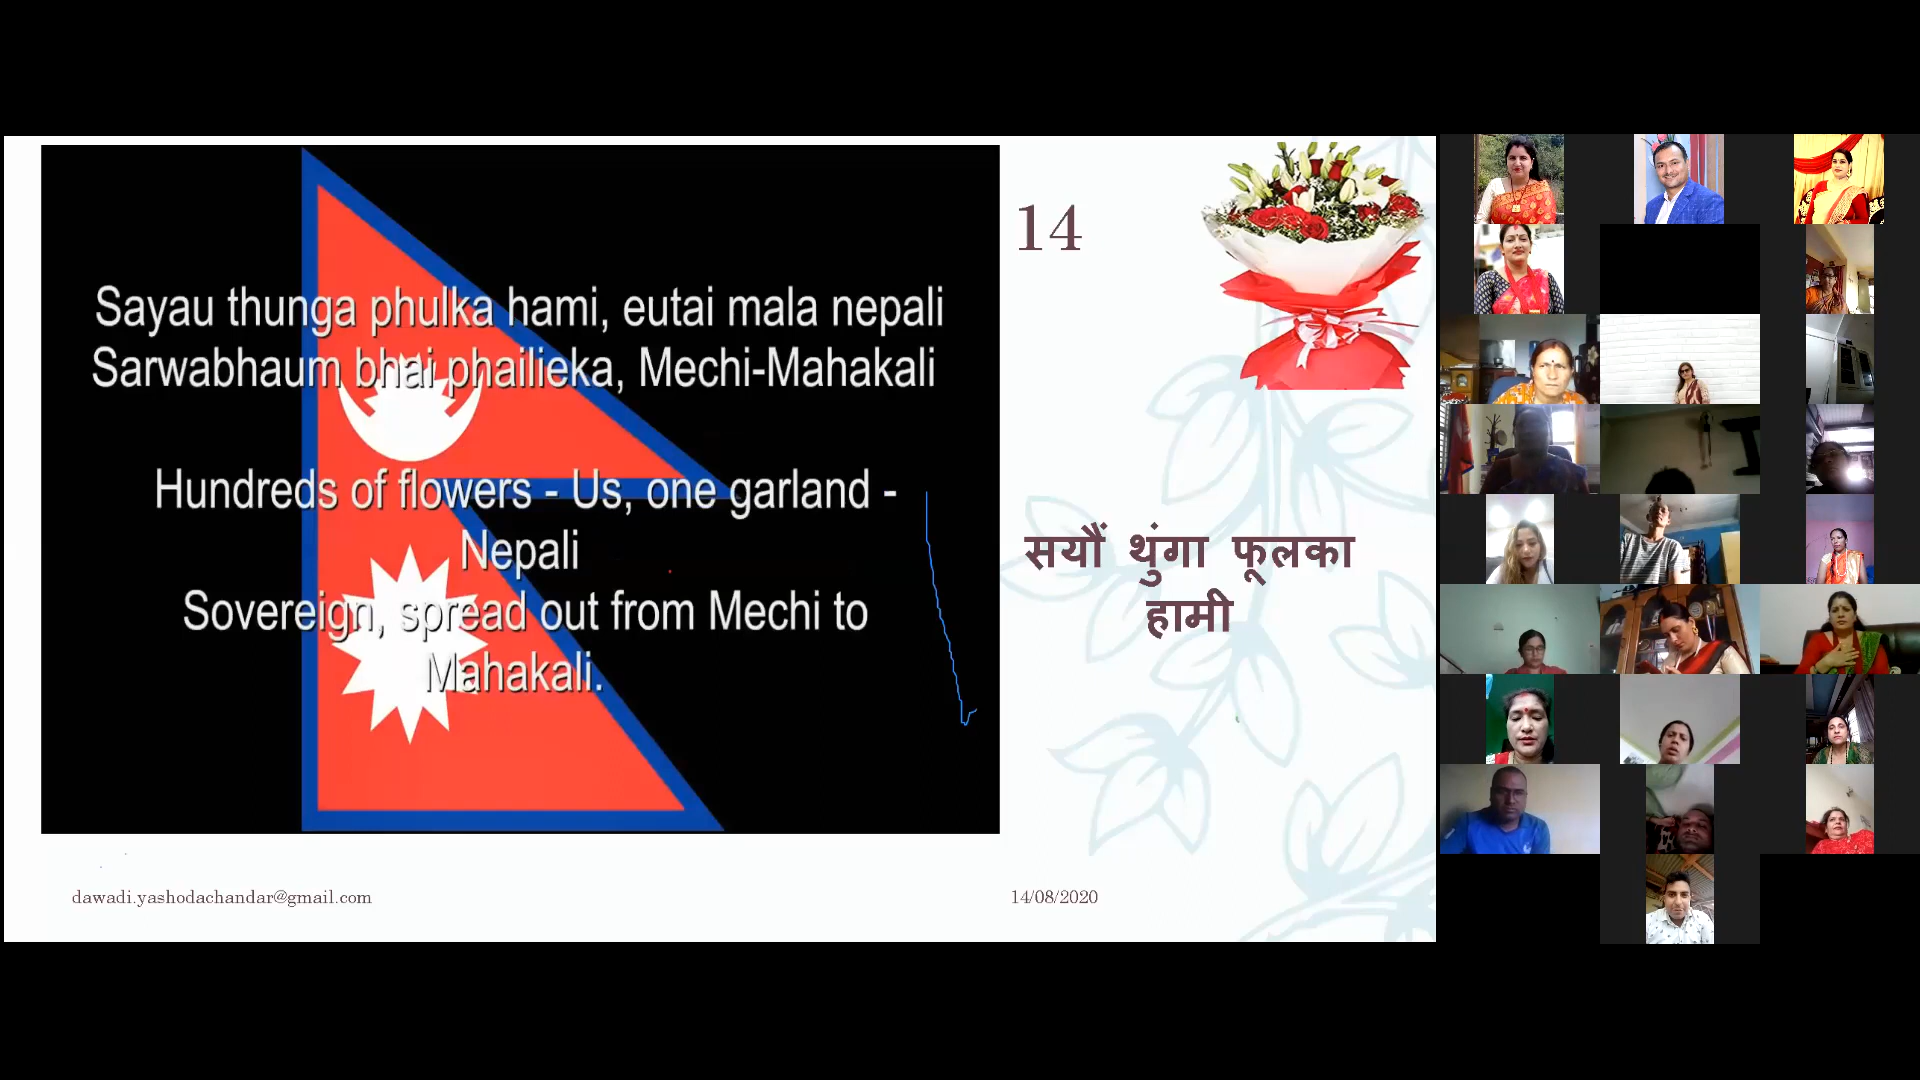 Sayau thunga phulka hami, eutai mala nepali
Sarwabhaum bhai phailieka, Mechi-Mahakali
Hundreds of flowers - Us, one garland -
Nepali
Sovereign, spread out from Mechi to
Mahakali.
14
सयौं थुंगा फूलका
हामी
dawadi.yashodachandar@gmail.com
14/08/2020